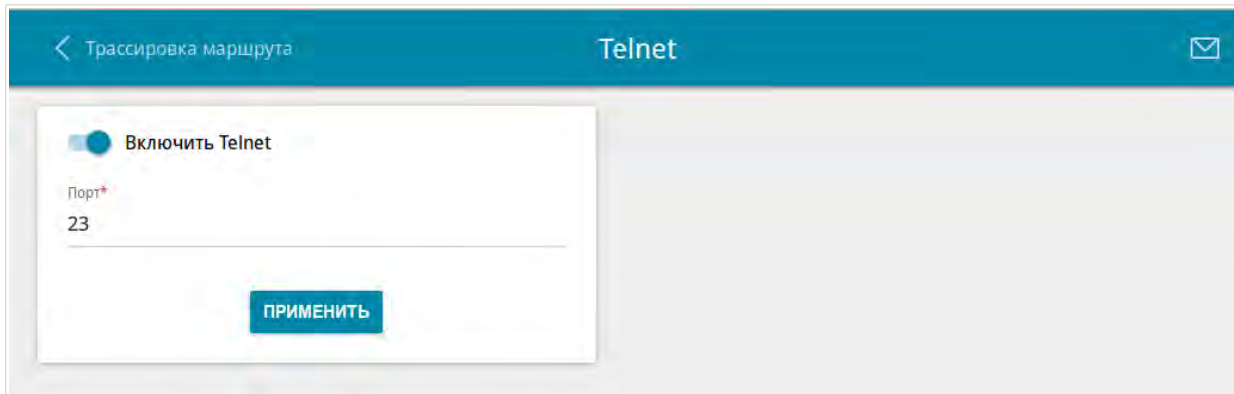 Трассировка маршрута
Telnet
Включить Telnet
Порт*
23
ПРИМЕНИТЬ